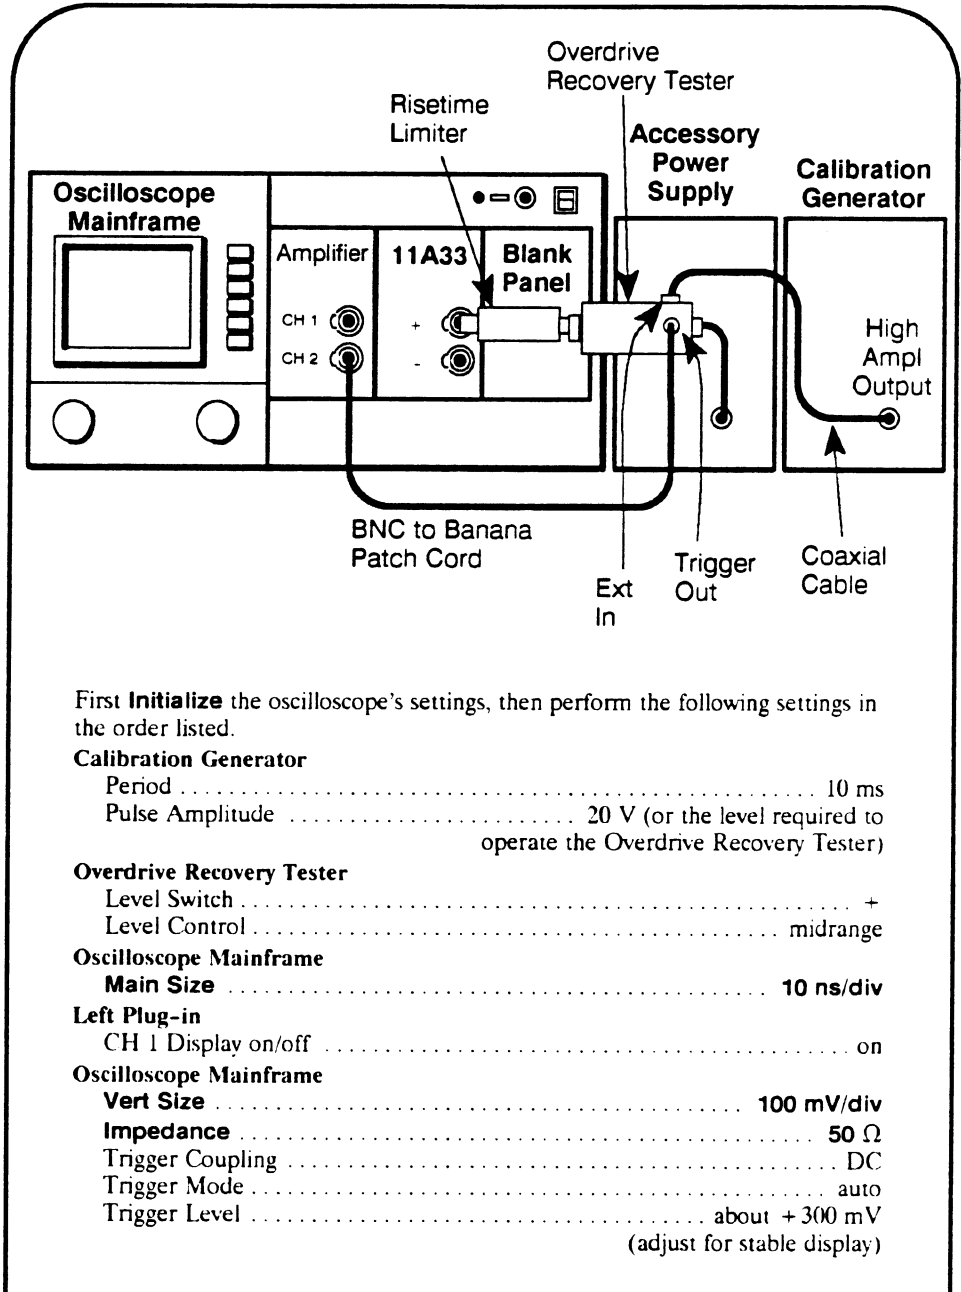 Overdrive
Recovery Tester
Risetime
Limiter
Accessory
Power
Supply
Calibration
Generator
Oscilloscope
Mainframe
Amplifier
11A33
Blank
Panel
CH 1
+
CH 2
-
High
Ampl
Output
BNC to Banana
Patch Cord
Ext
In
Trigger
Out
Coaxial
Cable
First Initialize the oscilloscope's settings, then perform the following settings in
the order listed.
Calibration Generator
Period . . . . . . . . . . . . . . . . . . . . 10 ms
Pulse Amplitude . . . . . . . . . . . . . . . . . . . . 20 V (or the level required to
operate the Overdrive Recovery Tester)
Overdrive Recovery Tester
Level Switch . . . . . . . . . . . . . . . . . . . . +
Level Control . . . . . . . . . . . . . . . . . . . . midrange
Oscilloscope Mainframe
Main Size . . . . . . . . . . . . . . . . . . . . 10 ns/div
Left Plug-in
CH 1 Display on/off . . . . . . . . . . . . . . . . . . . . on
Oscilloscope Mainframe
Vert Size . . . . . . . . . . . . . . . . . . . . 100 mV/div
Impedance . . . . . . . . . . . . . . . . . . . . 50 Ω
Trigger Coupling . . . . . . . . . . . . . . . . . . . . DC
Trigger Mode . . . . . . . . . . . . . . . . . . . . auto
Trigger Level . . . . . . . . . . . . . . . . . . . . about +300 mV
(adjust for stable display)